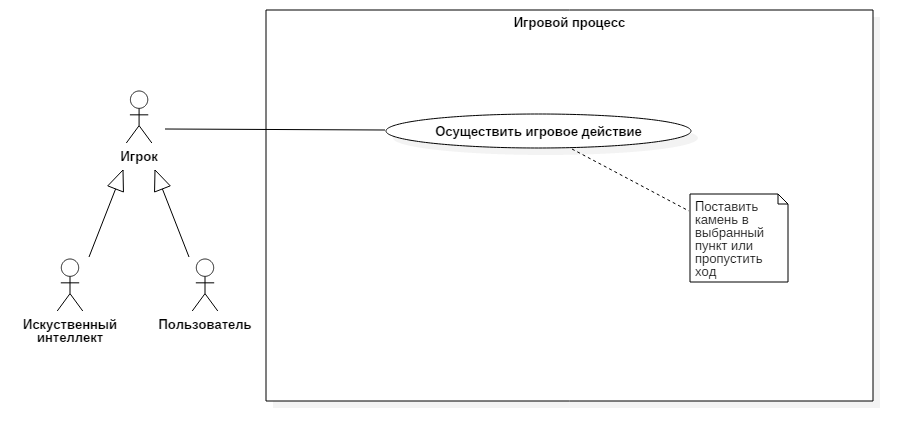 Игровой процесс
Осуществить игровое действие
Игрок
Поставить
камень в
выбранный
пункт или
пропустить
ход
Искуственный
интеллект
Пользователь